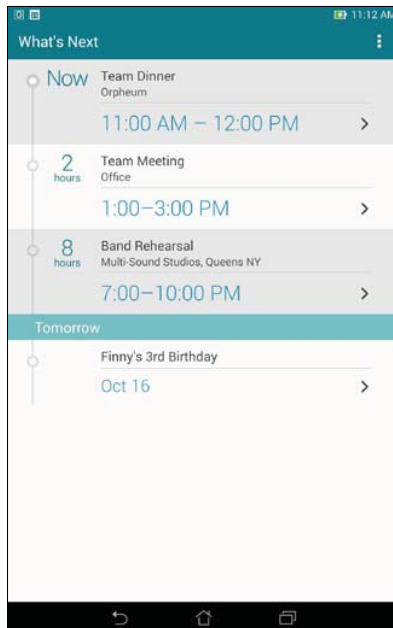 11:12 AM
What's Next
Now
Team Dinner
Orpheum
11:00 AM – 12:00 PM
2
hours
Team Meeting
Office
1:00–3:00 PM
8
hours
Band Rehearsal
Multi-Sound Studios, Queens NY
7:00–10:00 PM
Tomorrow
Finny's 3rd Birthday
Oct 16